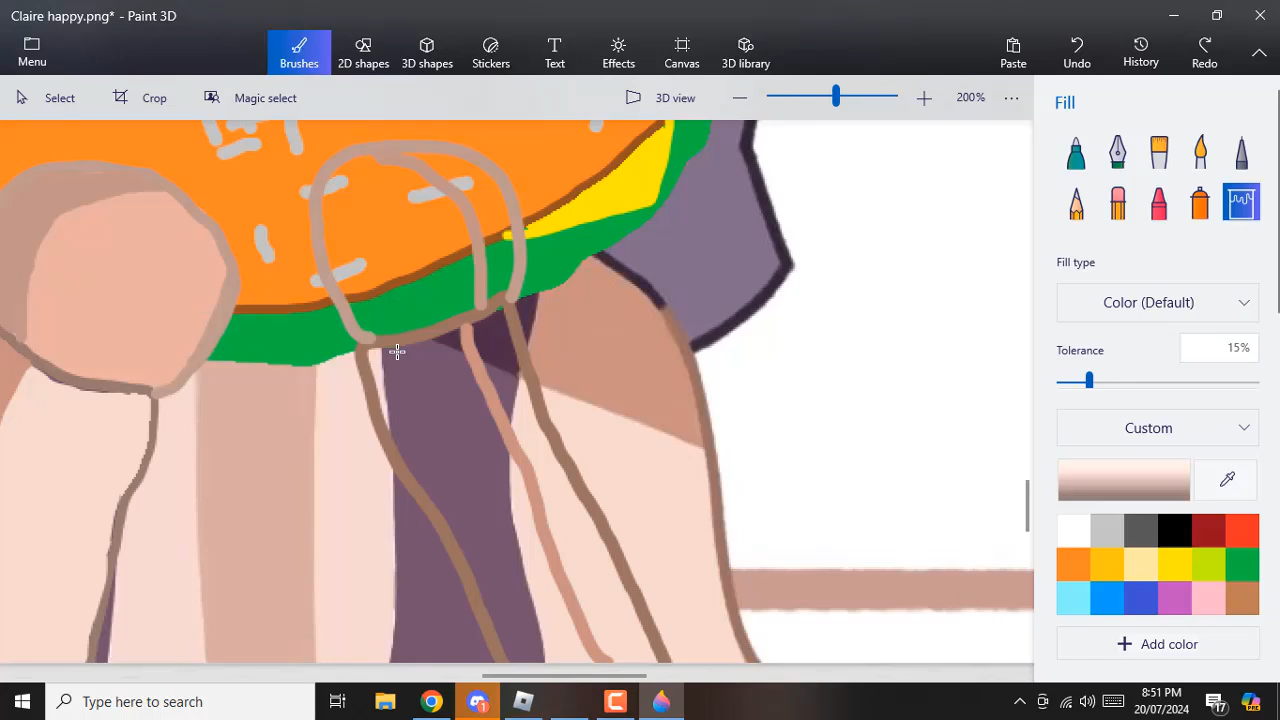 Claire happy.png* - Paint 3D
Menu
Brushes
2D shapes
3D shapes
Stickers
Text
Effects
Canvas
3D library
Paste
Undo
History
Redo
Select
Crop
Magic select
3D view
200%
Fill
Fill type
Color (Default)
Tolerance
15%
Custom
Add color
Type here to search
1
8:51 PM
20/07/2024
17
PRE